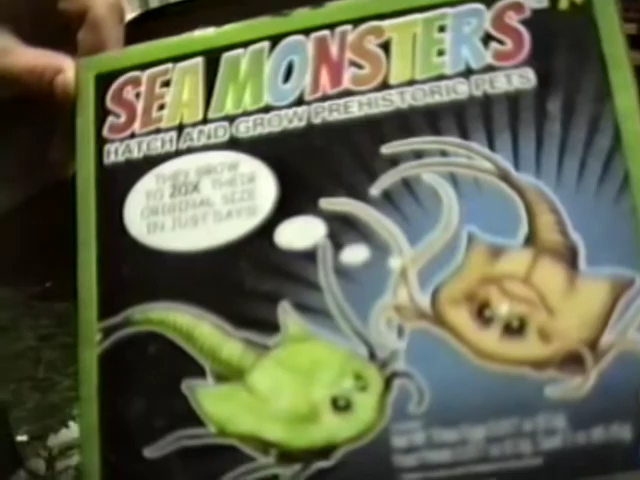 SEA MONSTERS
HATCH AND GROW PREHISTORIC PETS
THEY GROW
TO 20X THEIR
ORIGINAL SIZE
IN JUST DAYS!